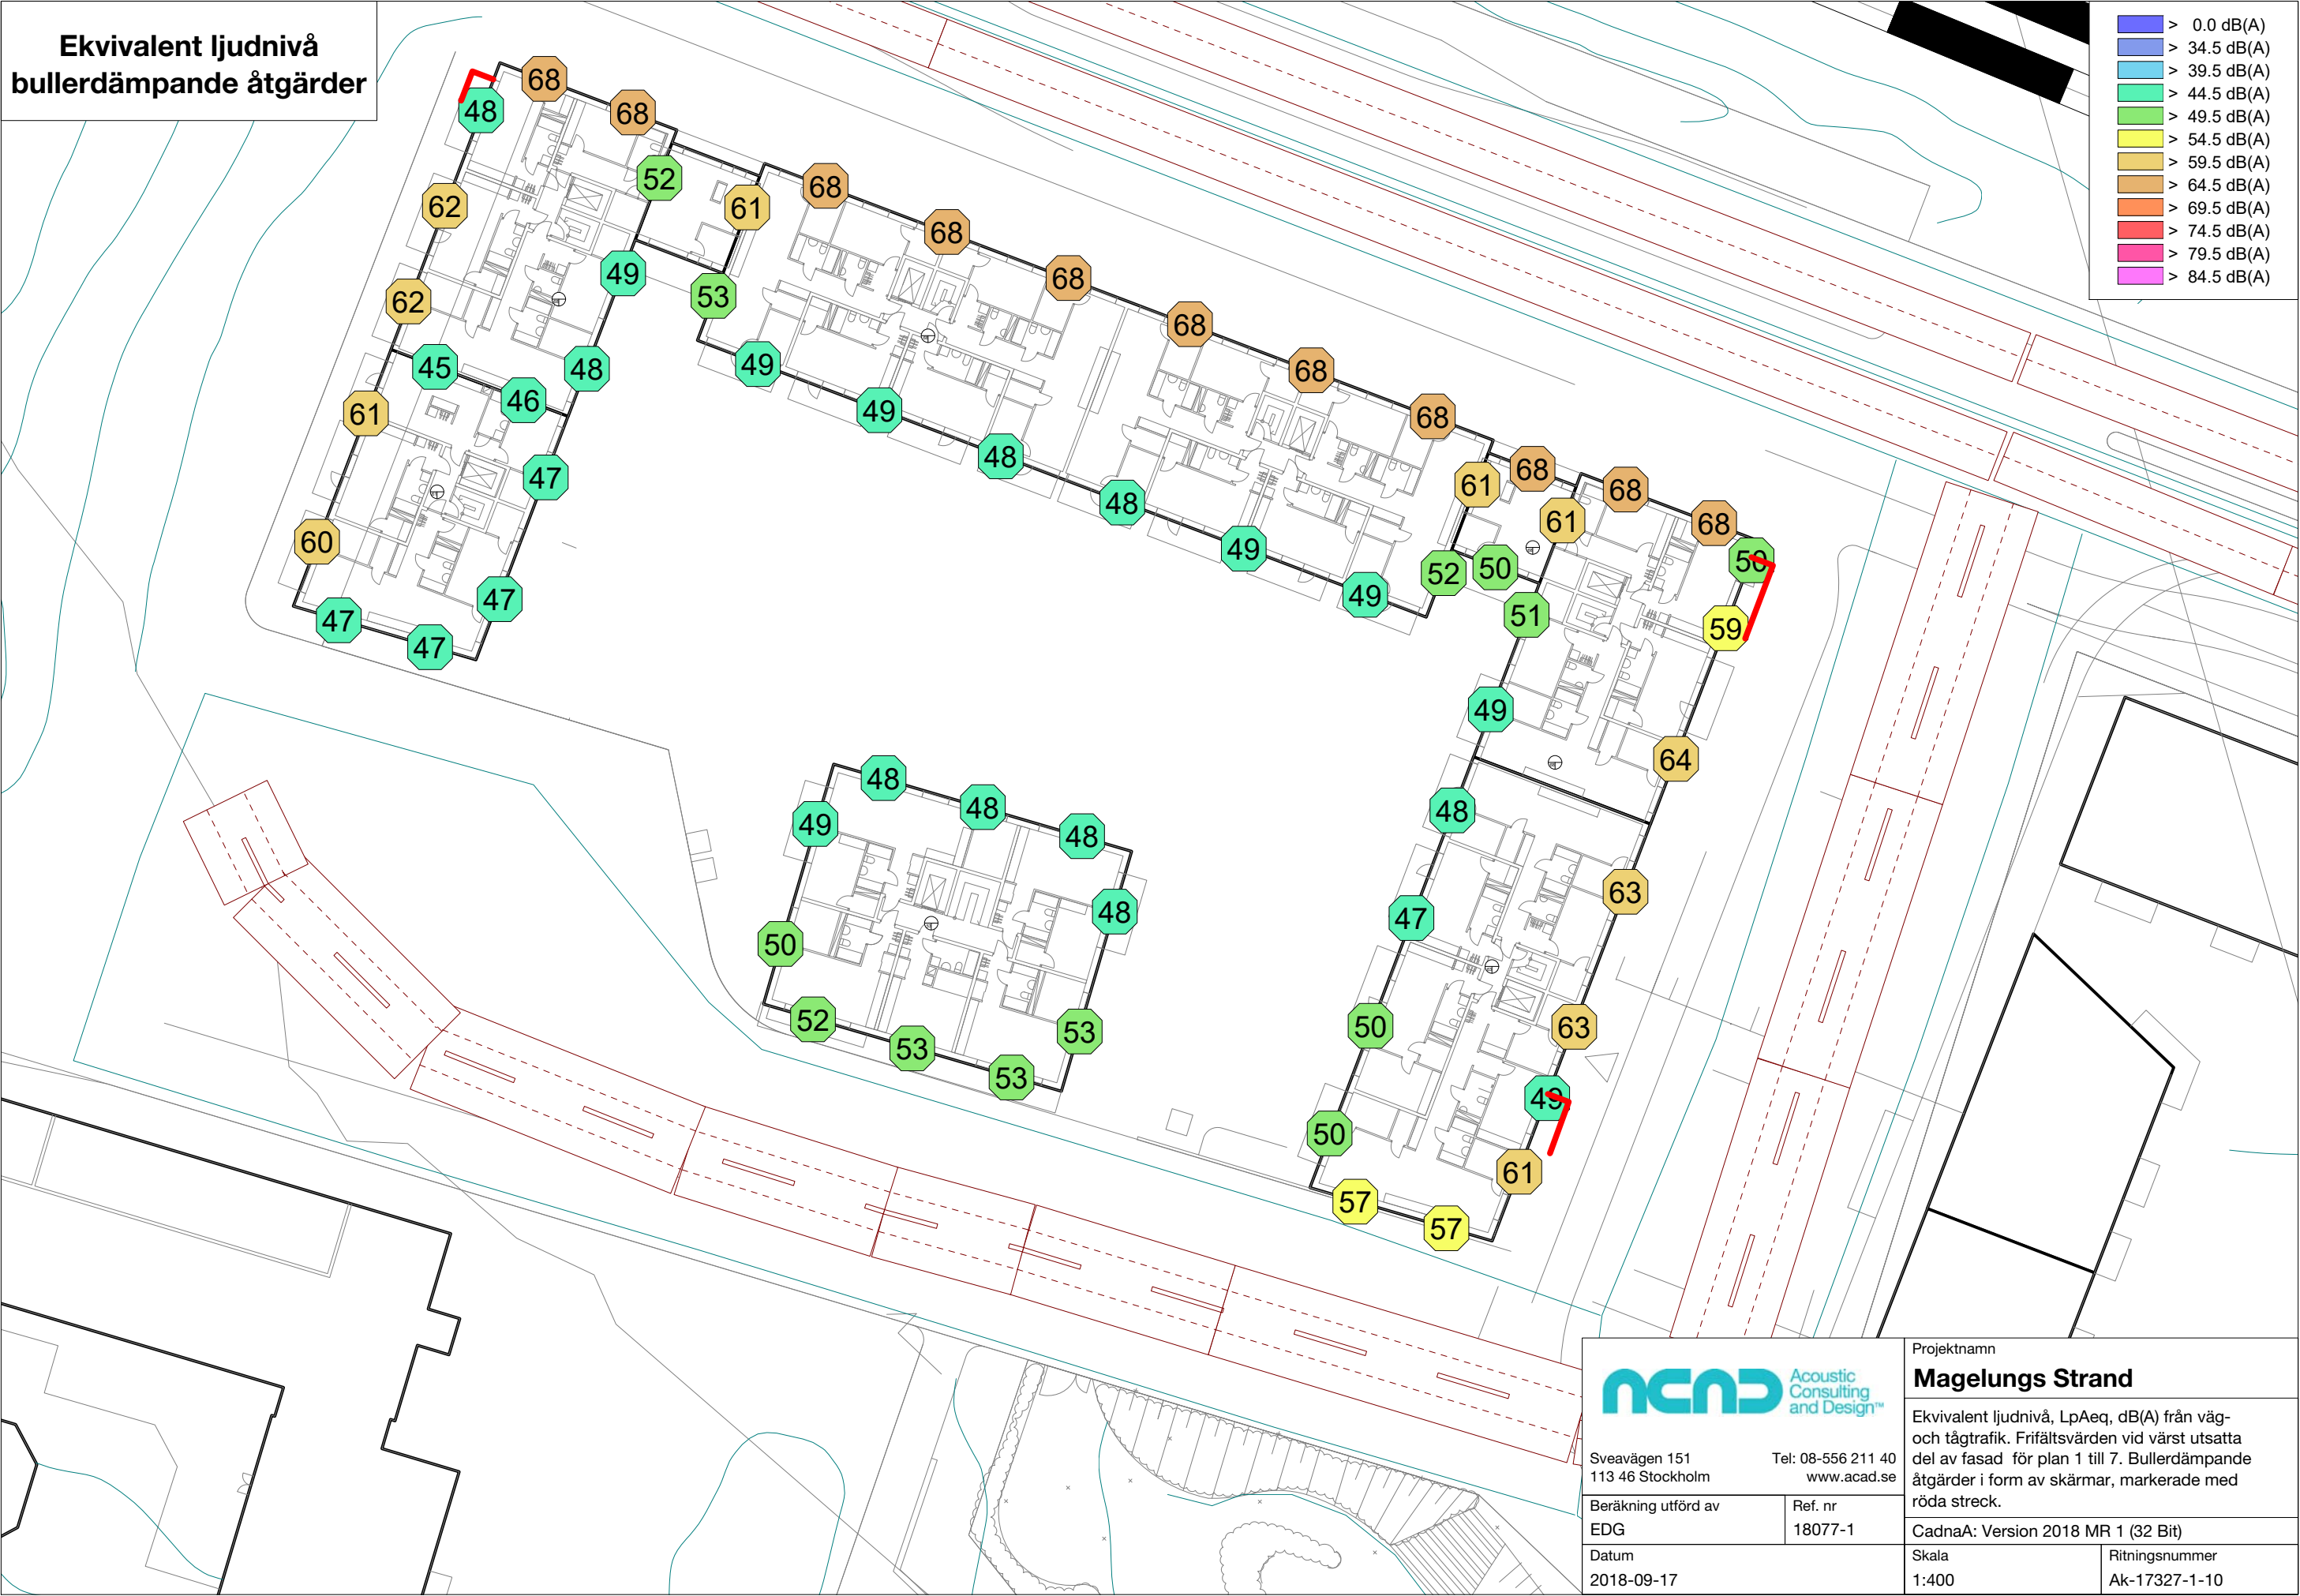 Ekvivalent ljudnivå
bullerdämpande åtgärder
> 0.0 dB(A)
> 34.5 dB(A)
> 39.5 dB(A)
> 44.5 dB(A)
> 49.5 dB(A)
> 54.5 dB(A)
> 59.5 dB(A)
> 64.5 dB(A)
> 69.5 dB(A)
> 74.5 dB(A)
> 79.5 dB(A)
> 84.5 dB(A)
68
48
68
52
68
62
61
68
49
68
62
53
68
45
48
49
68
46
61
49
68
48
68
47
61
68
68
48
61
68
60
49
50
50
52
47
49
51
47
59
47
49
64
48
48
48
49
48
63
48
47
50
52
50
63
53
53
53
49
50
61
57
57
acad
Acoustic
Consulting
and Design™
Sveavägen 151
113 46 Stockholm
Tel: 08-556 211 40
www.acad.se
Projektnamn
Magelungs Strand
Ekvivalent ljudnivå, LpAeq, dB(A) från väg-
och tågtrafik. Frifältsvärden vid värst utsatta
del av fasad för plan 1 till 7. Bullerdämpande
åtgärder i form av skärmar, markerade med
röda streck.
Beräkning utförd av
EDG
Ref. nr
18077-1
CadnaA: Version 2018 MR 1 (32 Bit)
Datum
2018-09-17
Skala
1:400
Ritningsnummer
Ak-17327-1-10